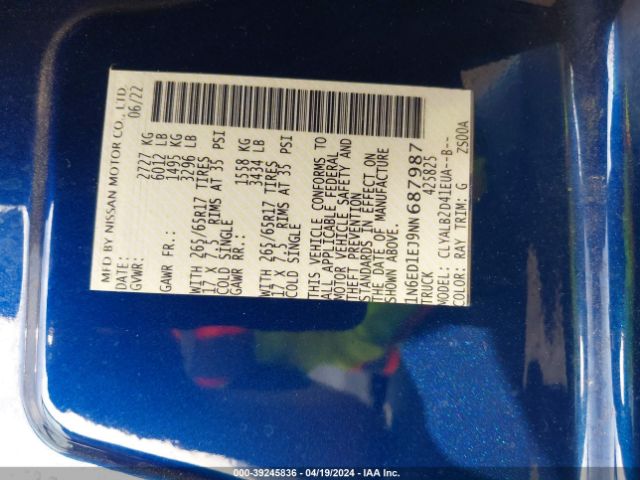 MFD BY NISSAN MOTOR CO., LTD.
DATE: 06/22
GVWR: 2727 KG
6012 LB
GAWR FR.: 1495 KG
3296 LB
WITH 265/65R17 TIRES
17 X 7.5 RIMS AT 35 PSI
COLD SINGLE
GAWR RR.: 1558 KG
3434 LB
WITH 265/65R17 TIRES
17 X 7.5 RIMS AT 35 PSI
COLD SINGLE
THIS VEHICLE CONFORMS TO
ALL APPLICABLE FEDERAL
MOTOR VEHICLE SAFETY AND
THEFT PREVENTION
STANDARDS IN EFFECT ON
THE DATE OF MANUFACTURE
SHOWN ABOVE.
1N6ED1EJ9NN687987
TRUCK 425825
MODEL: CLYALB2D41EUA--B--
COLOR: RAY TRIM: G ZS00A
000-39245836 - 04/19/2024 - IAA Inc.